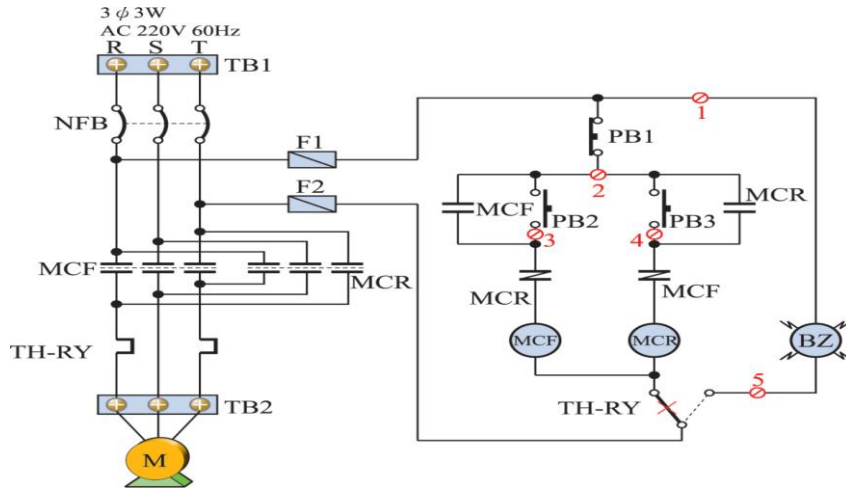 3 ϕ 3W
AC 220V 60Hz
R S T
TB1
NFB
F1
F2
1
PB1
2
MCF
PB2
PB3
MCR
3
4
MCF
MCR
MCR
MCF
MCF
MCR
BZ
TH-RY
TH-RY
5
TB2
M